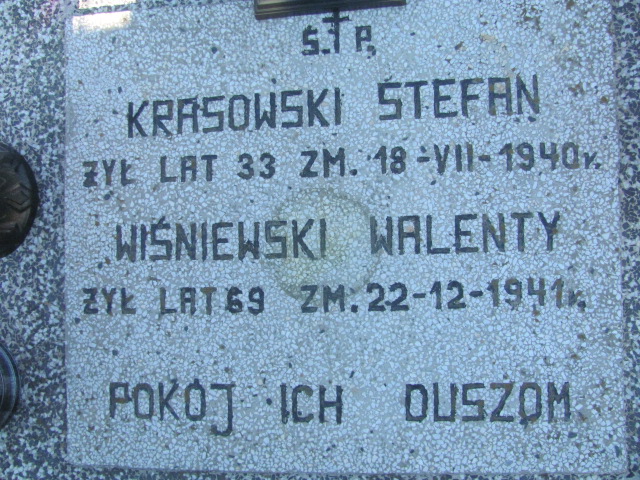 Ś.†P.
KRASOWSKI STEFAN
ŻYŁ LAT 33 ZM. 18-VII-1940r.
WIŚNIEWSKI WALENTY
ŻYŁ LAT 69 ZM. 22-12-1941r.
POKÓJ ICH DUSZOM